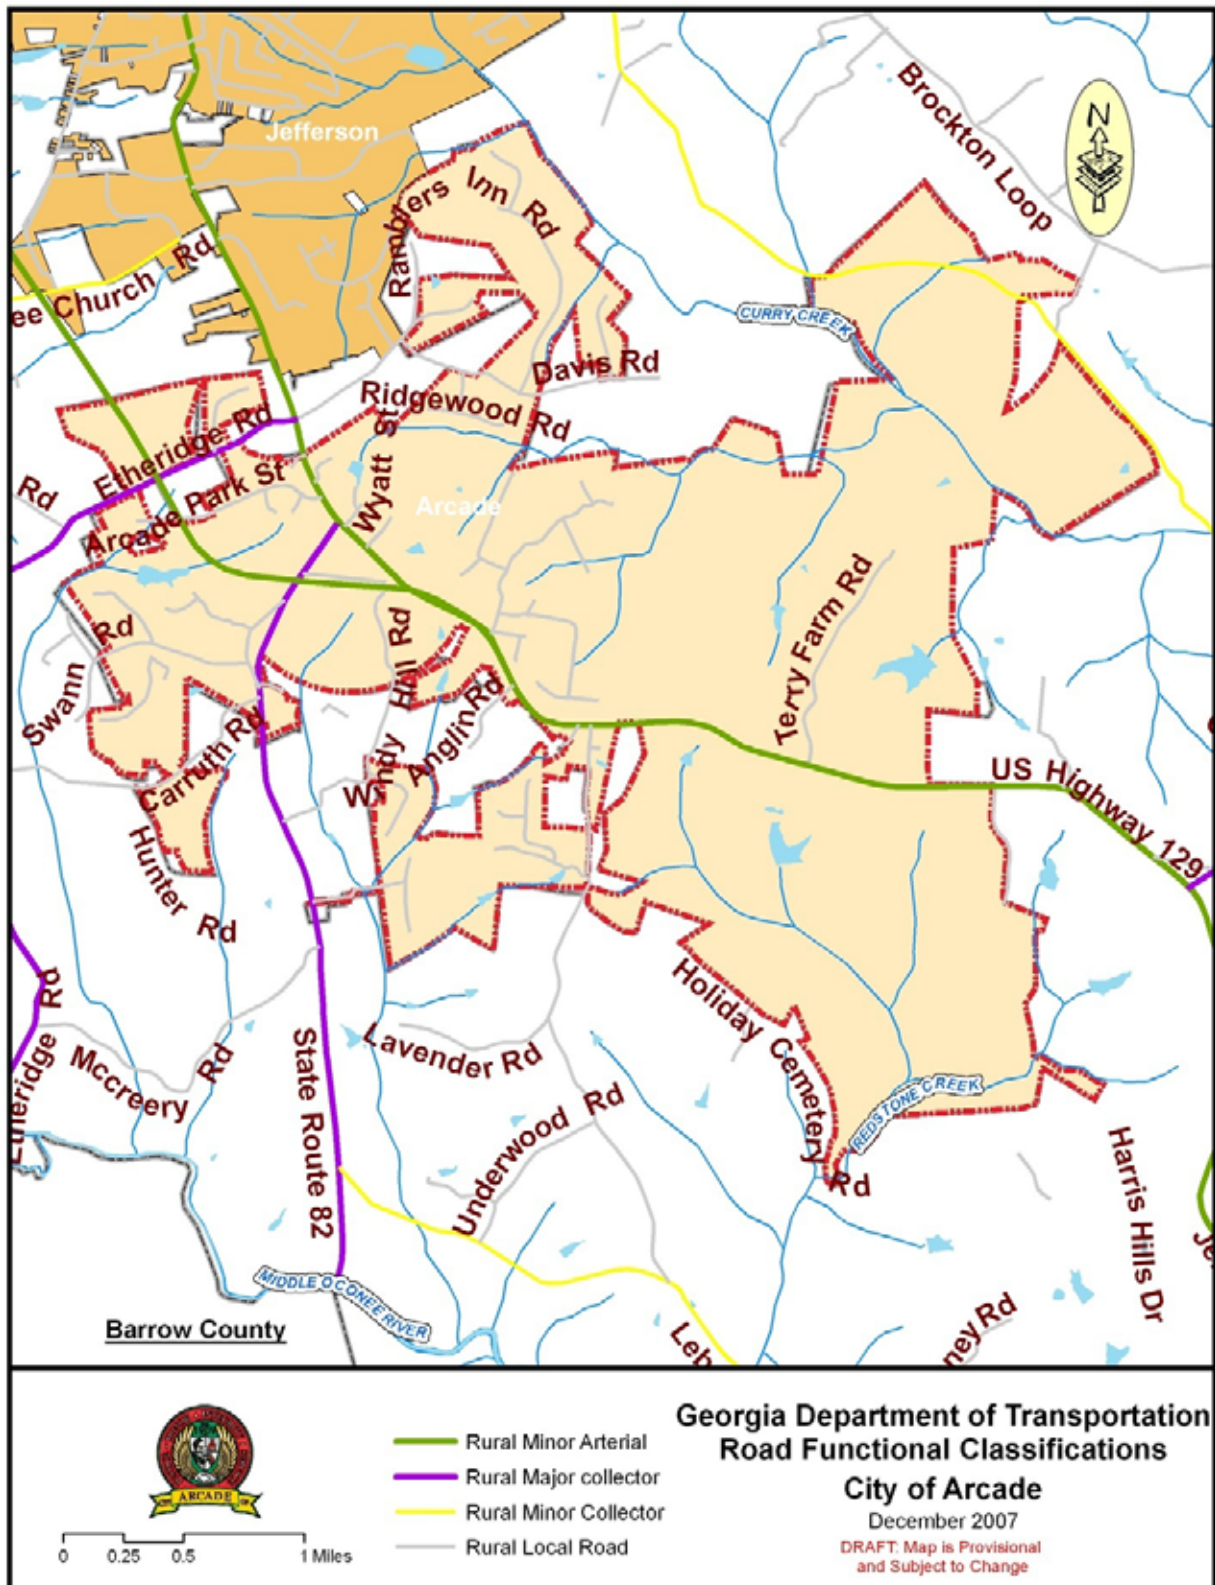 Jefferson
Brockton Loop
N
Ramblers Inn Rd
ee Church Rd
CURRY CREEK
Davis Rd
Ridgewood Rd
Etheridge Rd
Wyatt St
Rd
Arcade Park St
Arcade
Terry Farm Rd
Swann Rd
Windy Hill Rd
Anglin Rd
Carruth Rd
US Highway 129
Hunter Rd
Holiday Cemetery Rd
Etheridge Rd
Mccreery Rd
State Route 82
Lavender Rd
REDSTONE CREEK
Underwood Rd
Harris Hills Dr
MIDDLE OCONEE RIVER
Barrow County
Leb
ney Rd
ARCADE
0 0.25 0.5 1 Miles
Rural Minor Arterial
Rural Major collector
Rural Minor Collector
Rural Local Road
Georgia Department of Transportation
Road Functional Classifications
City of Arcade
December 2007
DRAFT: Map is Provisional
and Subject to Change